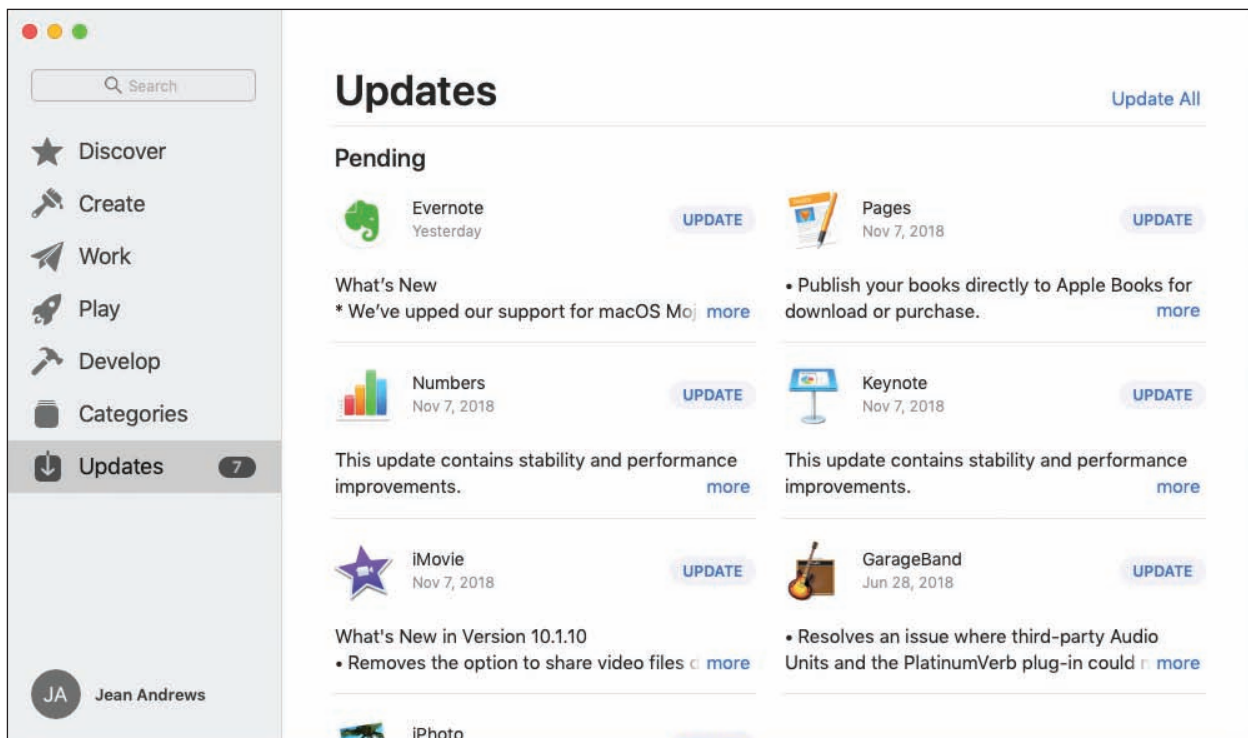 Search
Discover
Create
Work
Play
Develop
Categories
Updates 7
JA Jean Andrews
Updates
Update All
Pending
Evernote
Yesterday
UPDATE
What's New
* We've upped our support for macOS Moj more
Pages
Nov 7, 2018
UPDATE
• Publish your books directly to Apple Books for
download or purchase. more
Numbers
Nov 7, 2018
UPDATE
This update contains stability and performance
improvements. more
Keynote
Nov 7, 2018
UPDATE
This update contains stability and performance
improvements. more
iMovie
Nov 7, 2018
UPDATE
What's New in Version 10.1.10
• Removes the option to share video files more
GarageBand
Jun 28, 2018
UPDATE
• Resolves an issue where third-party Audio
Units and the PlatinumVerb plug-in could more
iPhoto